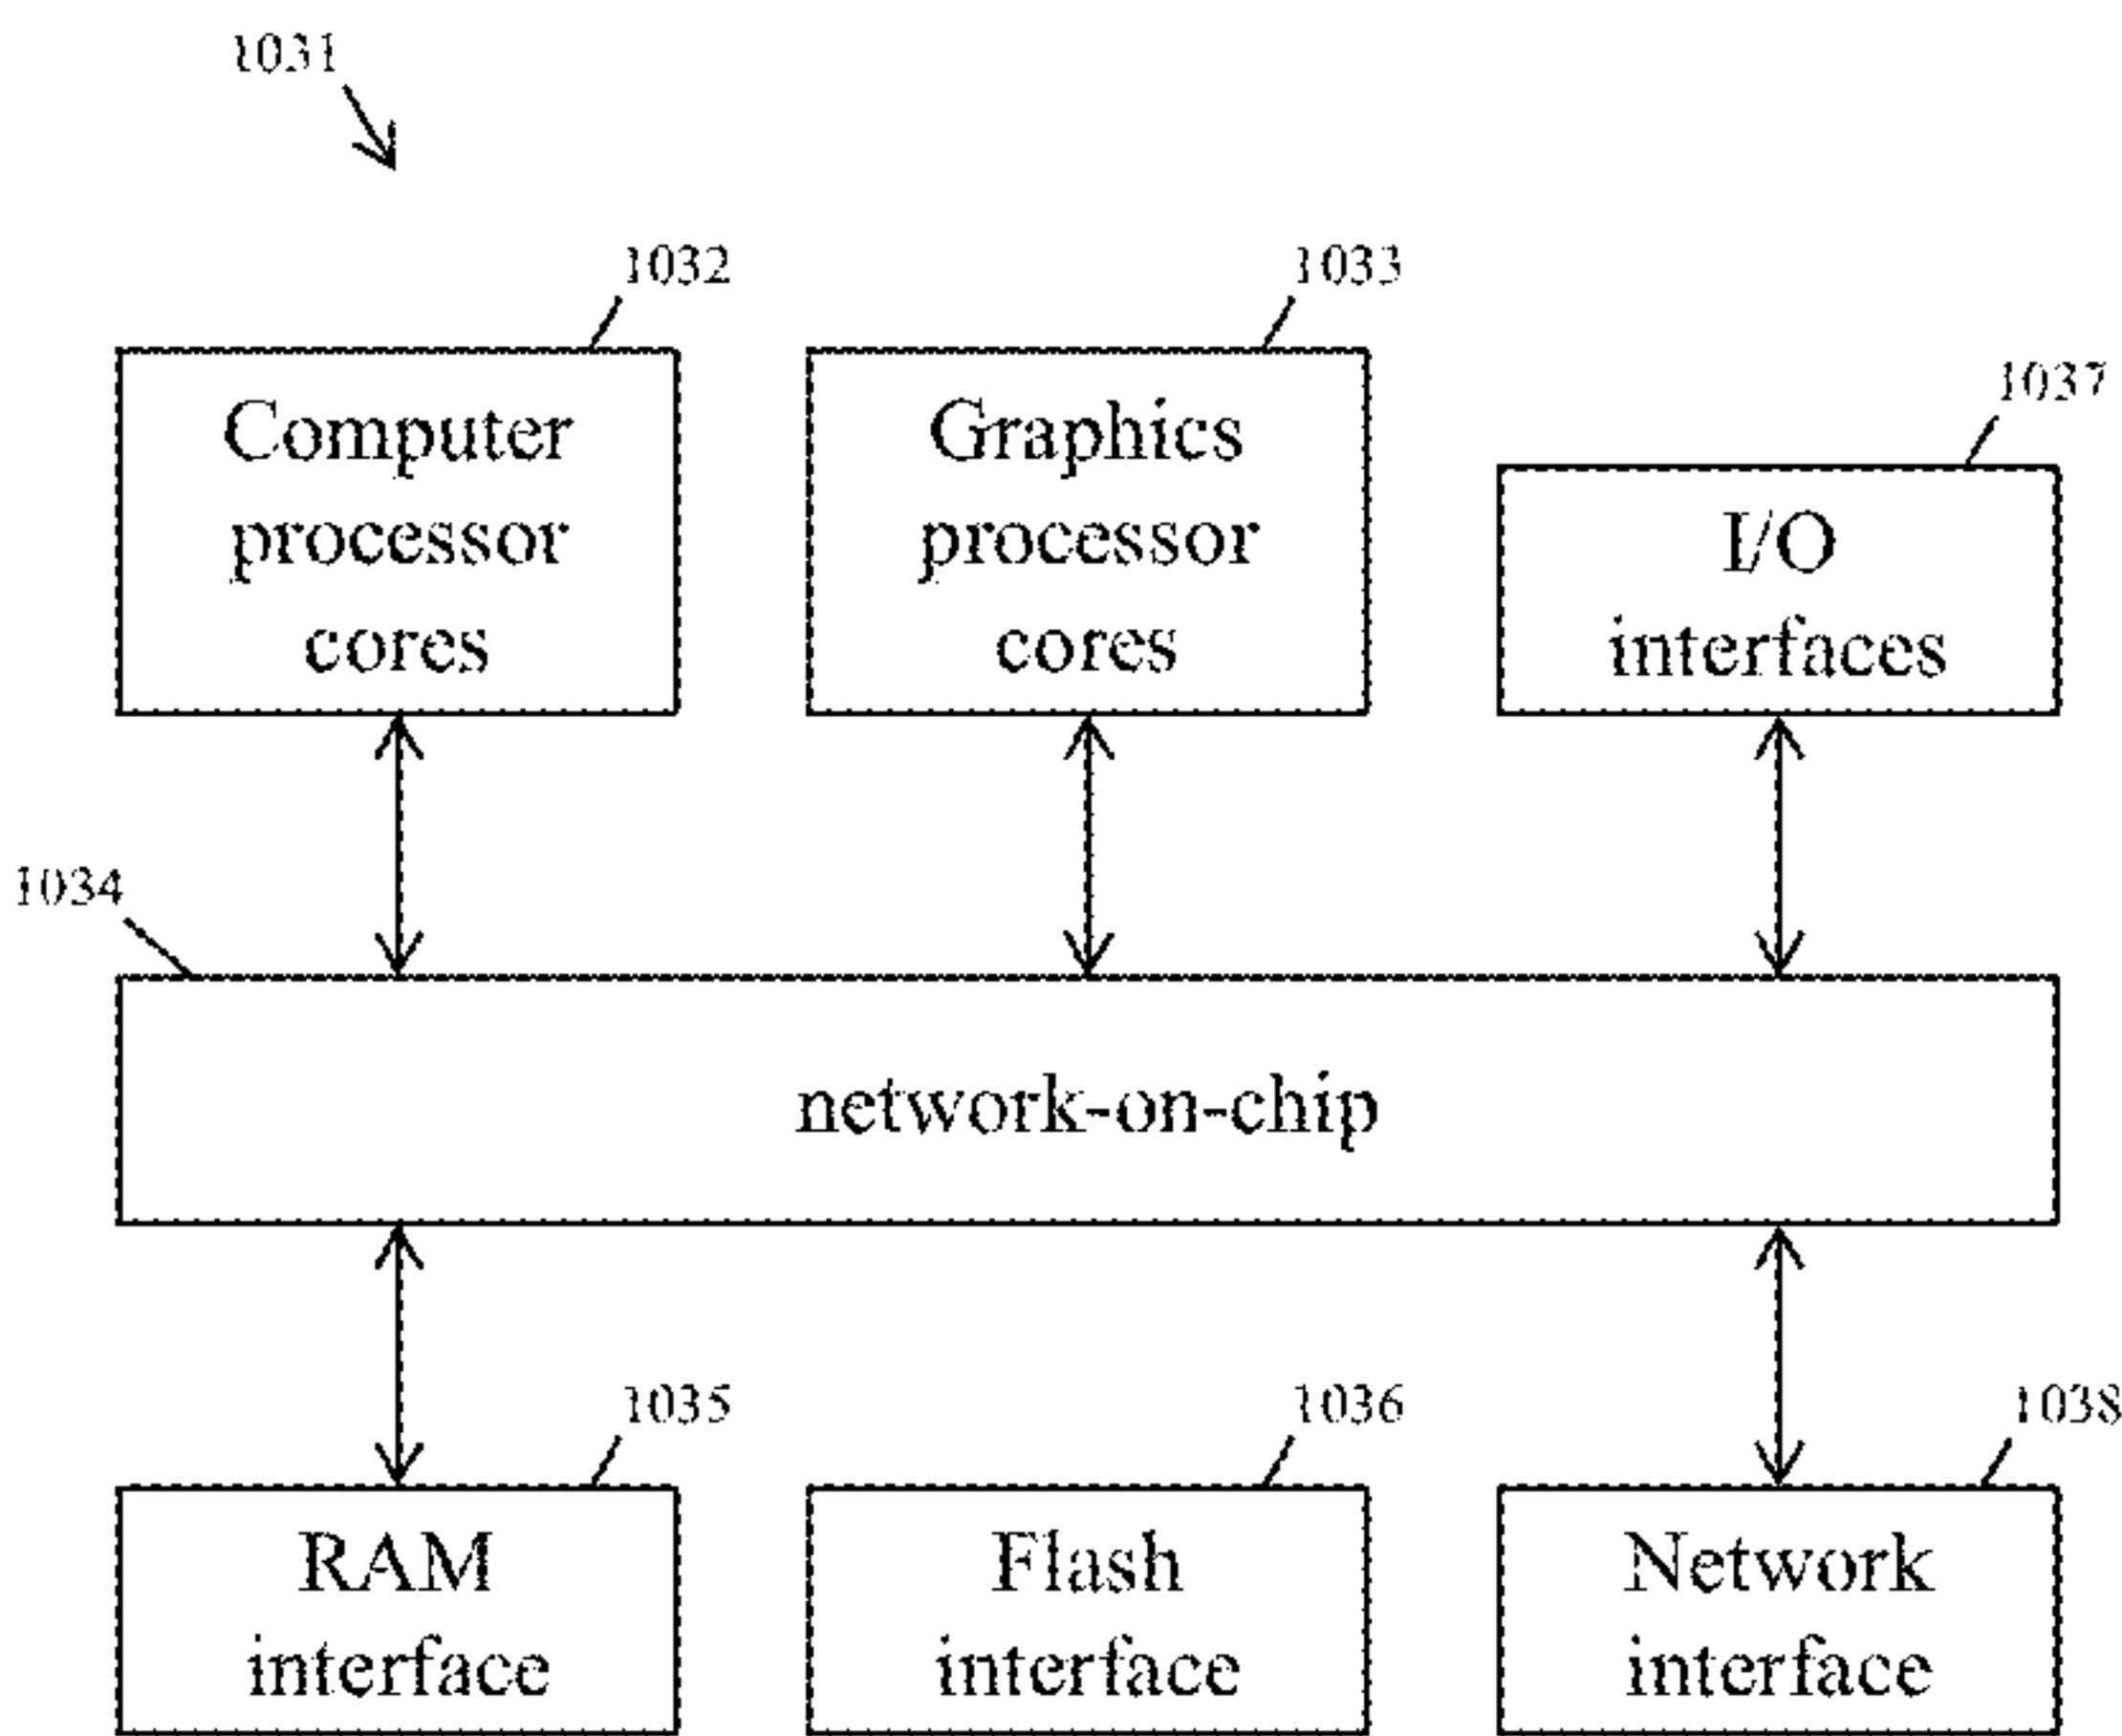 1031
1032
1033
1037
Computer
processor
cores
Graphics
processor
cores
I/O
interfaces
1034
network-on-chip
1035
1036
1038
RAM
interface
Flash
interface
Network
interface